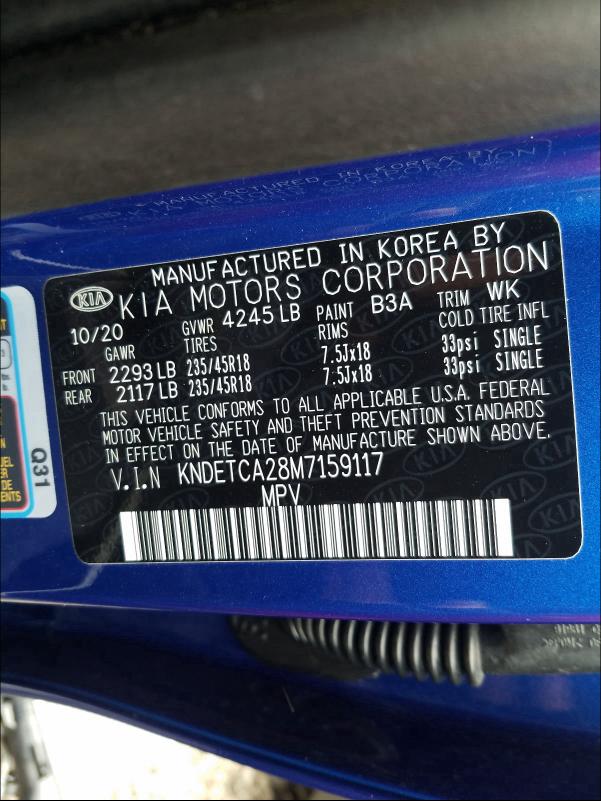 MANUFACTURED IN KOREA BY
KIA KIA MOTORS CORPORATION
10/20 GVWR 4245 LB PAINT B3A TRIM WK
GAWR TIRES RIMS COLD TIRE INFL
FRONT 2293 LB 235/45R18 7.5Jx18 33psi SINGLE
REAR 2117 LB 235/45R18 7.5Jx18 33psi SINGLE
THIS VEHICLE CONFORMS TO ALL APPLICABLE U.S.A. FEDERAL
MOTOR VEHICLE SAFETY AND THEFT PREVENTION STANDARDS
IN EFFECT ON THE DATE OF MANUFACTURE SHOWN ABOVE.
V.I.N KNDETCA28M7159117
MPV
Q31